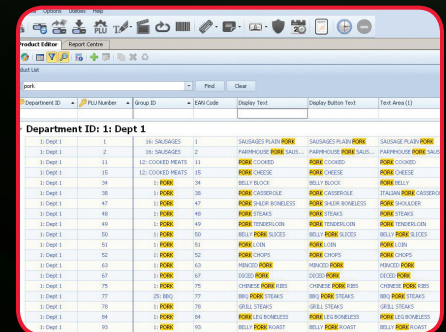 Options Utilities Help
PLU
Product Editor Report Centre
duct List
pork Find Clear
Department ID PLU Number Group ID EAN Code Display Text Display Button Text Text Area (1)
Department ID: 1: Dept 1
1: Dept 1 1 16: SAUSAGES 1 SAUSAGES PLAIN PORK SAUSAGES PLAIN PORK SAUSAGE PLAIN PORK
1: Dept 1 2 16: SAUSAGES 2 FARMHOUSE PORK SAUS... FARMHOUSE PORK SAUS... FARMHOUSE PORK SAUS
1: Dept 1 11 12: COOKED MEATS 11 PORK COOKED PORK COOKED PORK COOKED
1: Dept 1 15 12: COOKED MEATS 15 PORK CHEESE PORK CHEESE PORK CHEESE
1: Dept 1 34 1: PORK 34 BELLY BLOCK BELLY BLOCK PORK BELLY
1: Dept 1 38 1: PORK 38 PORK CASSEROLE PORK CASSEROLE ITALIAN PORK CASSERO
1: Dept 1 47 1: PORK 47 PORK SHLDR BONELESS PORK SHLDR BONELESS PORK SHOULDER
1: Dept 1 48 1: PORK 48 PORK STEAKS PORK STEAKS PORK STEAKS
1: Dept 1 49 1: PORK 49 PORK TENDERLOIN PORK TENDERLOIN PORK TENDERLOIN
1: Dept 1 50 1: PORK 50 BELLY PORK SLICES BELLY PORK SLICES BELLY PORK SLICES
1: Dept 1 51 1: PORK 51 PORK LOIN PORK LOIN PORK LOIN
1: Dept 1 52 1: PORK 52 PORK CHOPS PORK CHOPS PORK CHOPS
1: Dept 1 63 1: PORK 63 MINCED PORK MINCED PORK MINCED PORK
1: Dept 1 67 1: PORK 67 DICED PORK DICED PORK DICED PORK
1: Dept 1 75 1: PORK 75 CHINESE PORK RIBS CHINESE PORK RIBS CHINESE PORK RIBS
1: Dept 1 77 25: BBQ 77 BBQ PORK STEAKS BBQ PORK STEAKS BBQ PORK STEAKS
1: Dept 1 78 1: PORK 78 GRILL STEAKS GRILL STEAKS GRILL STEAKS
1: Dept 1 84 1: PORK 84 PORK LEG BONELESS PORK LEG BONELESS PORK LEG BONELESS
1: Dept 1 93 1: PORK 93 BELLY PORK ROAST BELLY PORK ROAST BELLY PORK ROAST